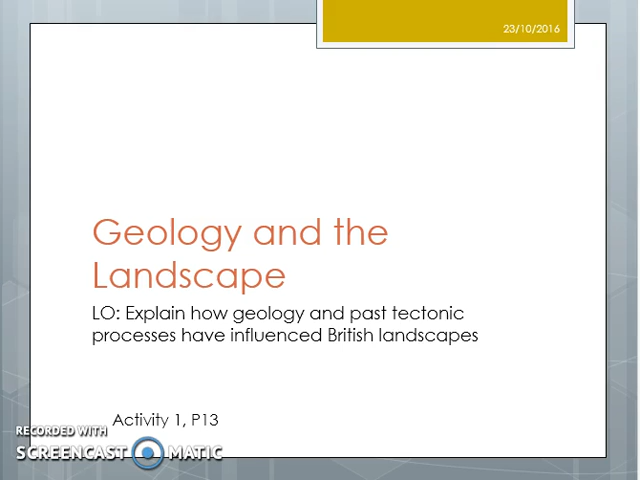 23/10/2016
Geology and the
Landscape
LO: Explain how geology and past tectonic
processes have influenced British landscapes
Activity 1, P13
RECORDED WITH
SCREENCAST MATIC